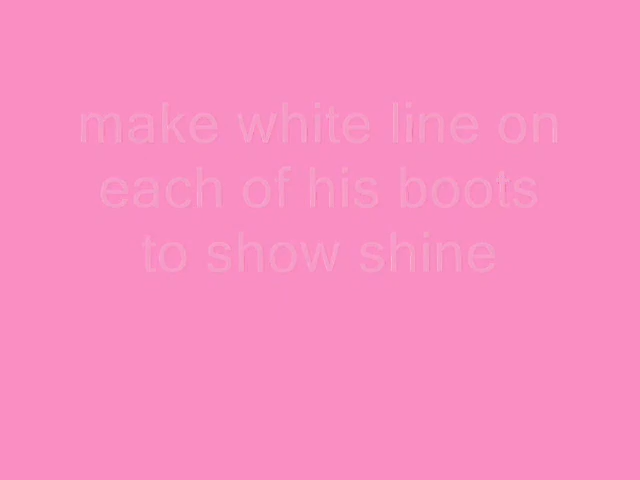 make white line on
each of his boots
to show shine